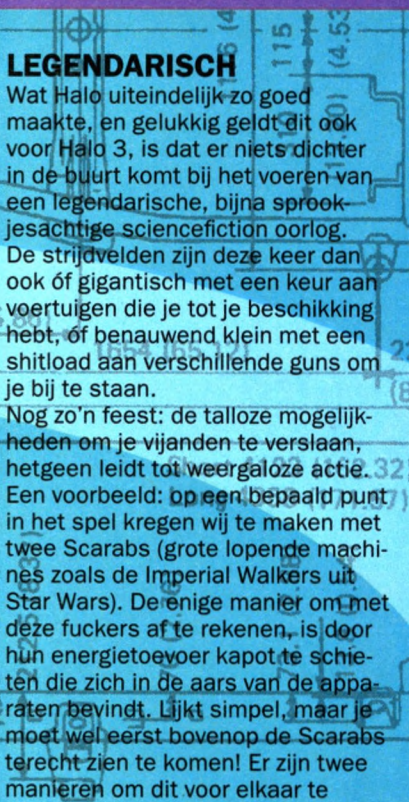 LEGENDARISCH
Wat Halo uiteindelijk zo goed
maakte, en gelukkig geldt dit ook
voor Halo 3, is dat er niets dichter
in de buurt komt bij het voeren van
een legendarische, bijna sprook-
jesachtige sciencefiction oorlog.
De strijdvelden zijn deze keer dan
ook óf gigantisch met een keur aan
voertuigen die je tot je beschikking
hebt, óf benauwend klein met een
shitload aan verschillende guns om
je bij te staan.
Nog zo'n feest: de talloze mogelijk-
heden om je vijanden te verslaan,
hetgeen leidt tot weergaloze actie.
Een voorbeeld: op een bepaald punt
in het spel kregen wij te maken met
twee Scarabs (grote lopende machi-
nes zoals de Imperial Walkers uit
Star Wars). De enige manier om met
deze fuckers af te rekenen, is door
hun energietoevoer kapot te schie-
ten die zich in de aars van de appa-
raten bevindt. Lijkt simpel, maar je
moet wel eerst bovenop de Scarabs
terecht zien te komen! Er zijn twee
manieren om dit voor elkaar te